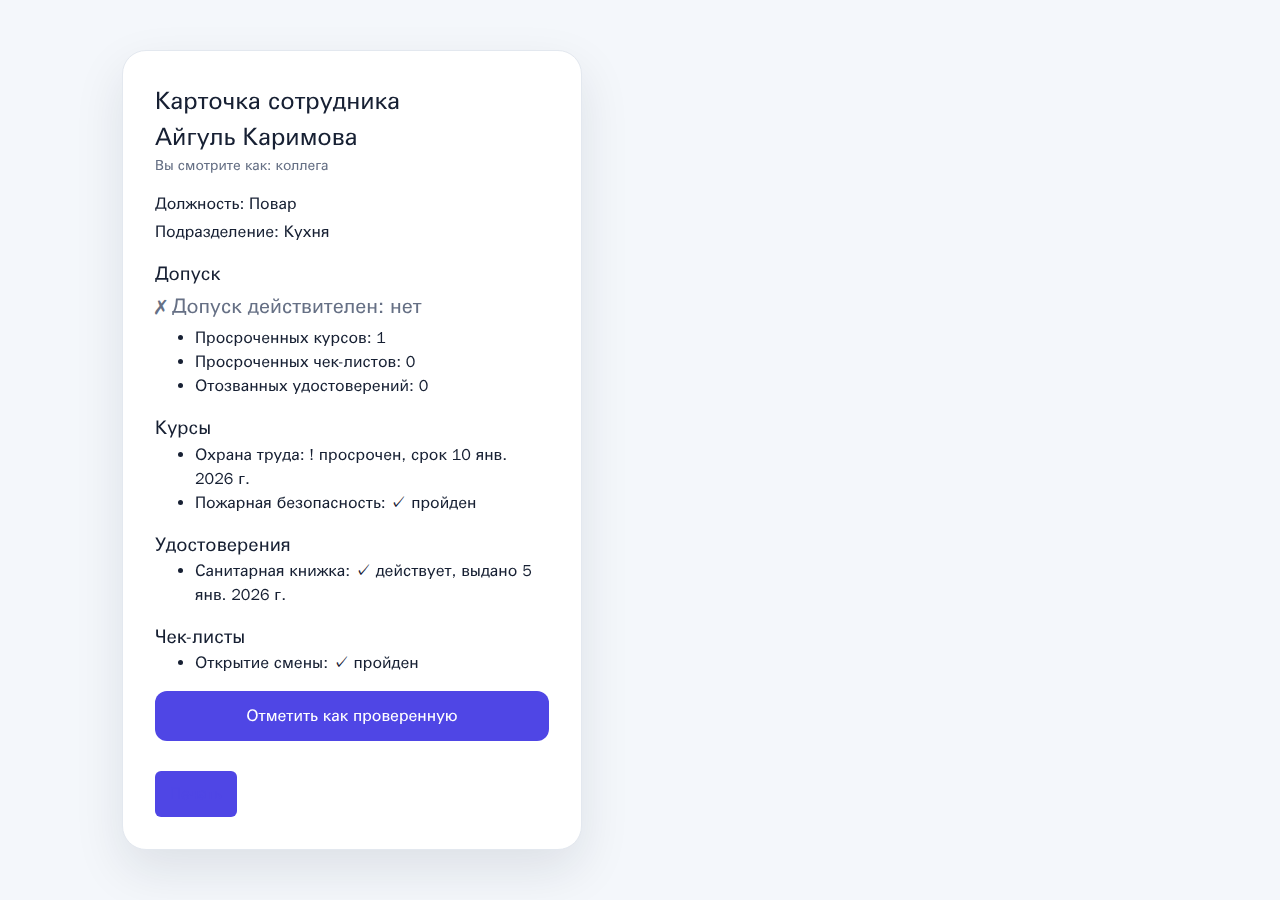 Карточка сотрудника
Айгуль Каримова
Вы смотрите как: коллега
Должность: Повар
Подразделение: Кухня
Допуск
✗ Допуск действителен: нет
• Просроченных курсов: 1
• Просроченных чек-листов: 0
• Отозванных удостоверений: 0
Курсы
• Охрана труда: ! просрочен, срок 10 янв.
2026 г.
• Пожарная безопасность: ✓ пройден
Удостоверения
• Санитарная книжка: ✓ действует, выдано 5
янв. 2026 г.
Чек-листы
• Открытие смены: ✓ пройден
Отметить как проверенную